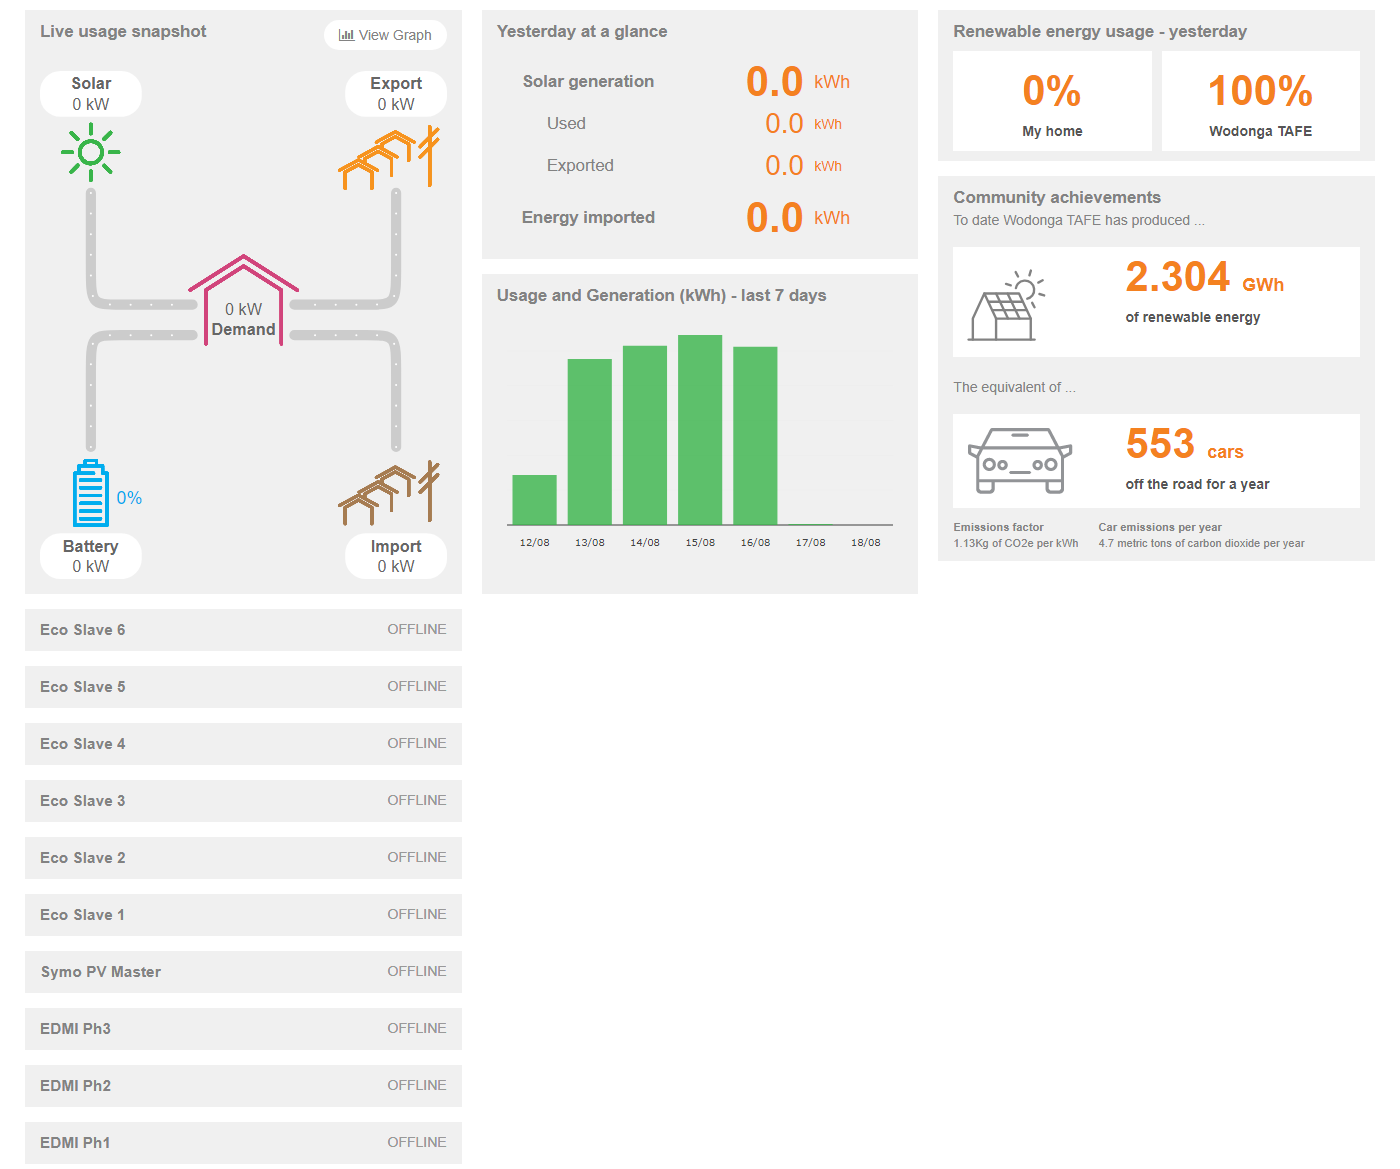 Live usage snapshot
View Graph
Solar
0 kW
Export
0 kW
0 kW
Demand
0%
Battery
0 kW
Import
0 kW
Eco Slave 6 OFFLINE
Eco Slave 5 OFFLINE
Eco Slave 4 OFFLINE
Eco Slave 3 OFFLINE
Eco Slave 2 OFFLINE
Eco Slave 1 OFFLINE
Symo PV Master OFFLINE
EDMI Ph3 OFFLINE
EDMI Ph2 OFFLINE
EDMI Ph1 OFFLINE
Yesterday at a glance
Solar generation 0.0 kWh
Used 0.0 kWh
Exported 0.0 kWh
Energy imported 0.0 kWh
Usage and Generation (kWh) - last 7 days
12/08 13/08 14/08 15/08 16/08 17/08 18/08
Renewable energy usage - yesterday
0%
My home
100%
Wodonga TAFE
Community achievements
To date Wodonga TAFE has produced ...
2.304 GWh
of renewable energy
The equivalent of ...
553 cars
off the road for a year
Emissions factor
1.13Kg of CO2e per kWh
Car emissions per year
4.7 metric tons of carbon dioxide per year